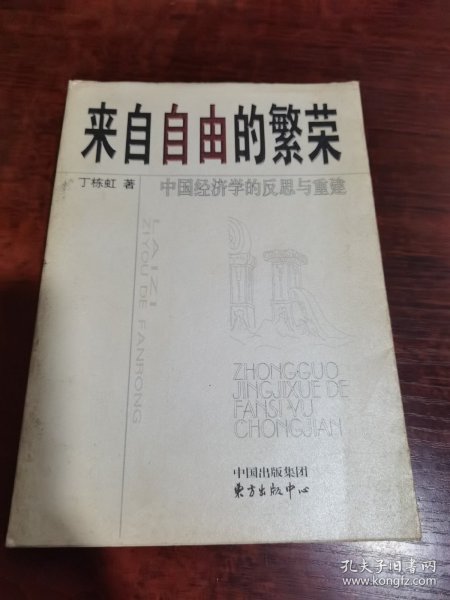 来自自由的繁荣
丁栋虹 著
中国经济学的反思与重建
LAIZI
ZIYOU DE FANRONG
ZHONGGUO
JINGJIXUE DE
FANSI YU
CHONGJIAN
中国出版集团
东方出版中心
孔夫子旧书网
www.kongfz.com